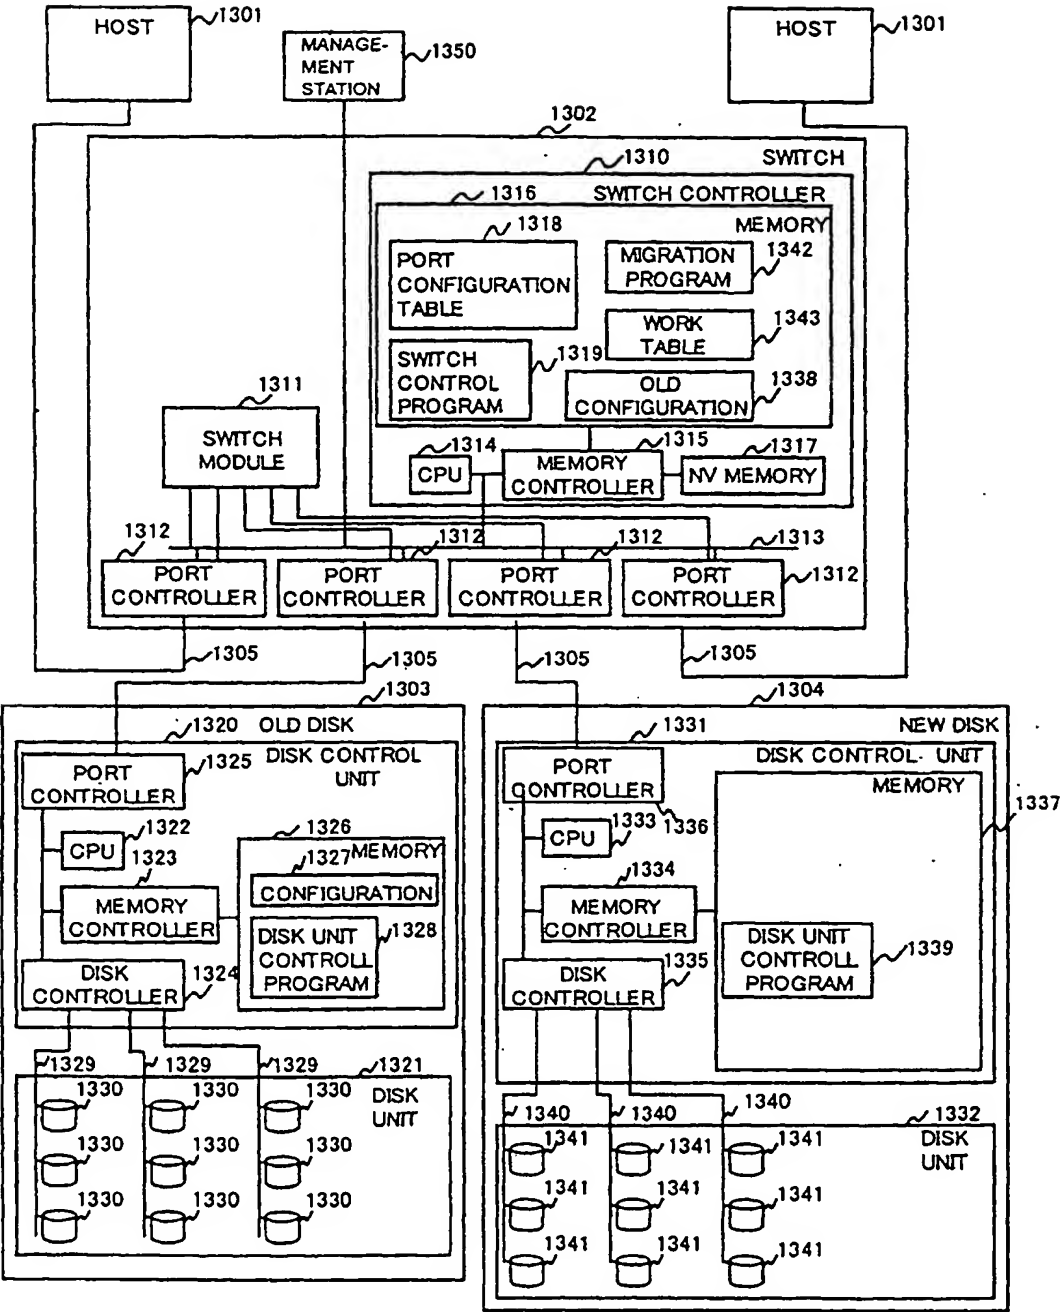 HOST
1301
MANAGE-
MENT
STATION
1350
HOST
1301
1302
SWITCH
1310
SWITCH CONTROLLER
1316
MEMORY
1318
PORT
CONFIGURATION
TABLE
MIGRATION
PROGRAM
1342
WORK
TABLE
1343
SWITCH
CONTROL
PROGRAM
1319
OLD
CONFIGURATION
1338
1311
SWITCH
MODULE
1314
CPU
1315
MEMORY
CONTROLLER
1317
NV MEMORY
1313
1312
PORT
CONTROLLER
1312
PORT
CONTROLLER
1312
PORT
CONTROLLER
1312
PORT
CONTROLLER
1305
1305
1305
1305
1303
OLD DISK
1320
DISK CONTROL
UNIT
PORT
CONTROLLER
1325
1322
CPU
1323
MEMORY
CONTROLLER
1326
MEMORY
1327
CONFIGURATION
DISK UNIT
CONTROLL
PROGRAM
1328
DISK
CONTROLLER
1324
1329
1329
1329
1321
DISK
UNIT
1330
1330
1330
1330
1330
1330
1330
1330
1330
1304
NEW DISK
1331
DISK CONTROL UNIT
PORT
CONTROLLER
1336
MEMORY
1337
CPU
1333
1334
MEMORY
CONTROLLER
DISK UNIT
CONTROLL
PROGRAM
1339
DISK
CONTROLLER
1335
1340
1340
1340
1332
DISK
UNIT
1341
1341
1341
1341
1341
1341
1341
1341
1341